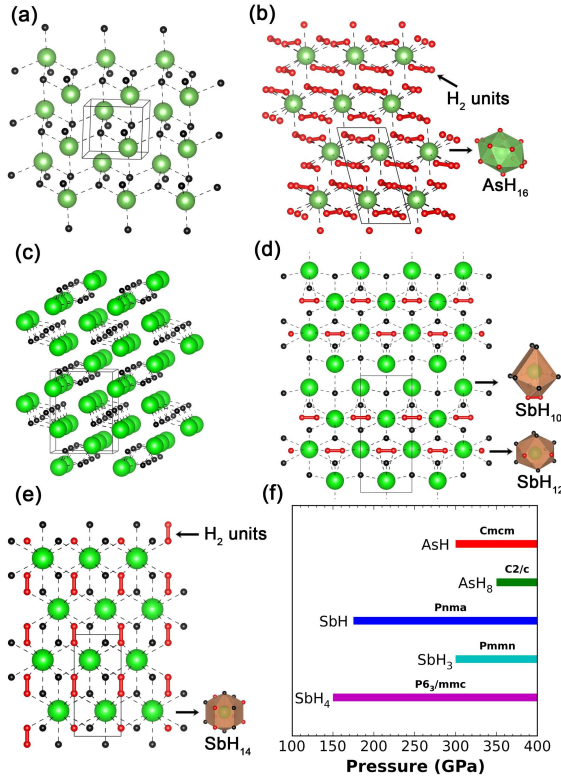 (a)
(b)
H₂ units
AsH₁₆
(c)
(d)
SbH₁₀
SbH₁₂
(e)
H₂ units
SbH₁₄
(f)
Cmcm
AsH
C2/c
AsH₈
Pnma
SbH
Pmmn
SbH₃
P6₃/mmc
SbH₄
100 150 200 250 300 350 400
Pressure (GPa)